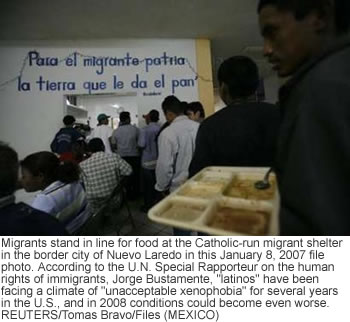 Para el migrante patria
la tierra que le da el pan
Migrants stand in line for food at the Catholic-run migrant shelter
in the border city of Nuevo Laredo in this January 8, 2007 file
photo. According to the U.N. Special Rapporteur on the human
rights of immigrants, Jorge Bustamente, "latinos" have been
facing a climate of "unacceptable xenophobia" for several years
in the U.S., and in 2008 conditions could become even worse.
REUTERS/Tomas Bravo/Files (MEXICO)